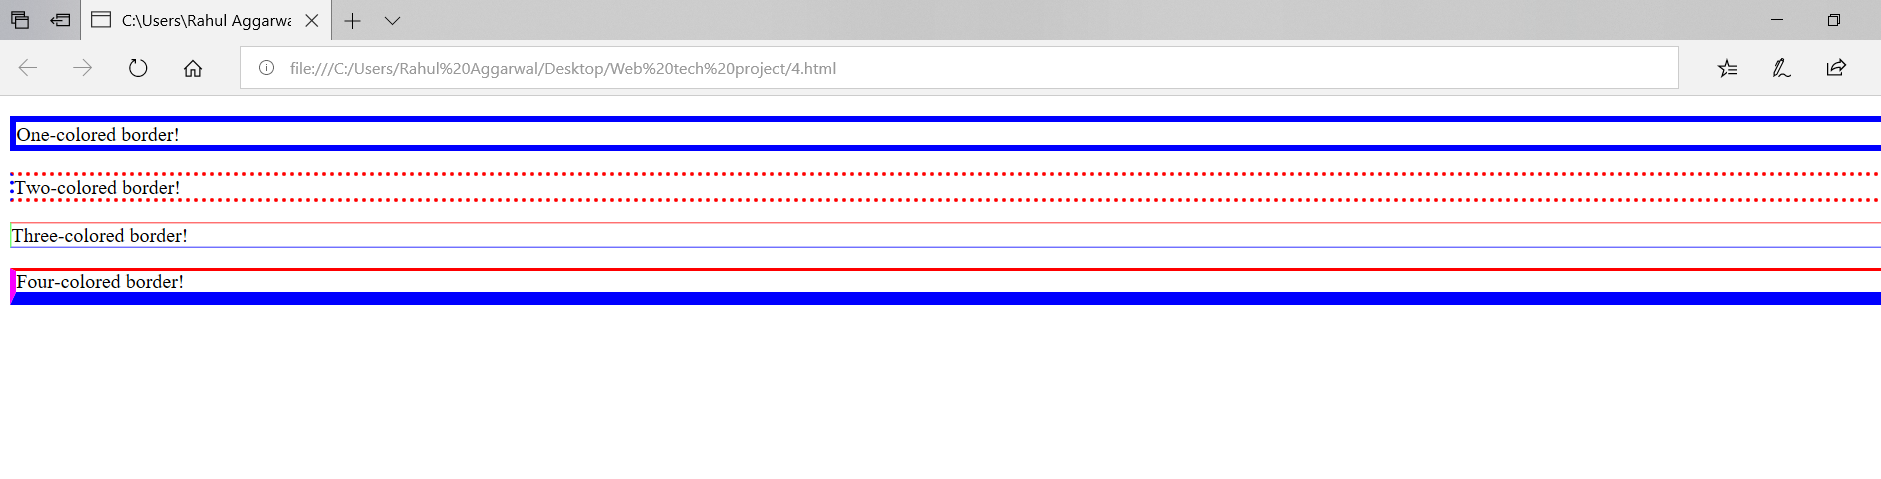 C:\Users\Rahul Aggarwa
file:///C:/Users/Rahul%20Aggarwal/Desktop/Web%20tech%20project/4.html
One-colored border!
Two-colored border!
Three-colored border!
Four-colored border!